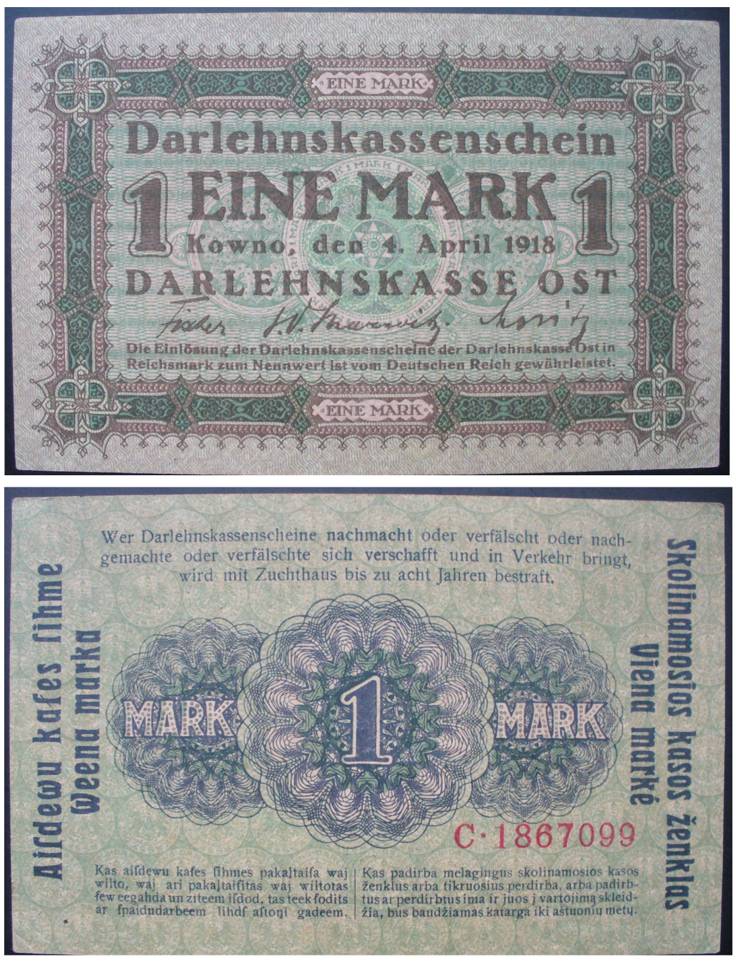 EINE MARK
Darlehnskassenschein
1 EINE MARK 1
Kowno, den 4. April 1918
DARLEHNSKASSE OST
Die Einlösung der Darlehnskassenscheine der Darlehnskasse Ost in
Reichsmark zum Nennwert ist vom Deutschen Reich gewährleistet.
EINE MARK
Wer Darlehnskassenscheine nachmacht oder verfälscht oder nach-
gemachte oder verfälschte sich verschafft und in Verkehr bringt,
wird mit Zuchthaus bis zu acht Jahren bestraft.
Aiſdewu kaſes ſihme
Weena marka
MARK 1 MARK
Skolinamosios kasos ženklas
Viena markė
C·1867099
Kas aiſdewu kaſes ſihmes pakaļtaiſa waj
wilto, waj ari pakaļtaiſitas waj wiltotas
ſew eegahda un ziteem iſdod, tas teek ſodits
ar ſpaidudarbeem lihdſ aſtoņi gadeem.
Kas padirba melagingus skolinamosios kasos
ženklus arba tikruosius perdirba, arba padirb-
tus ar perdirbtus ima ir juos į vartojimą skleid-
žia, bus baudžiamas katarga iki aštuonių metų.